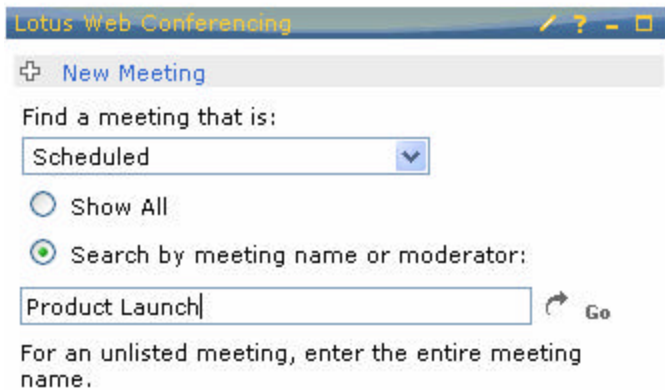 Lotus Web Conferencing
New Meeting
Find a meeting that is:
Scheduled
Show All
Search by meeting name or moderator:
Product Launch
Go
For an unlisted meeting, enter the entire meeting
name.